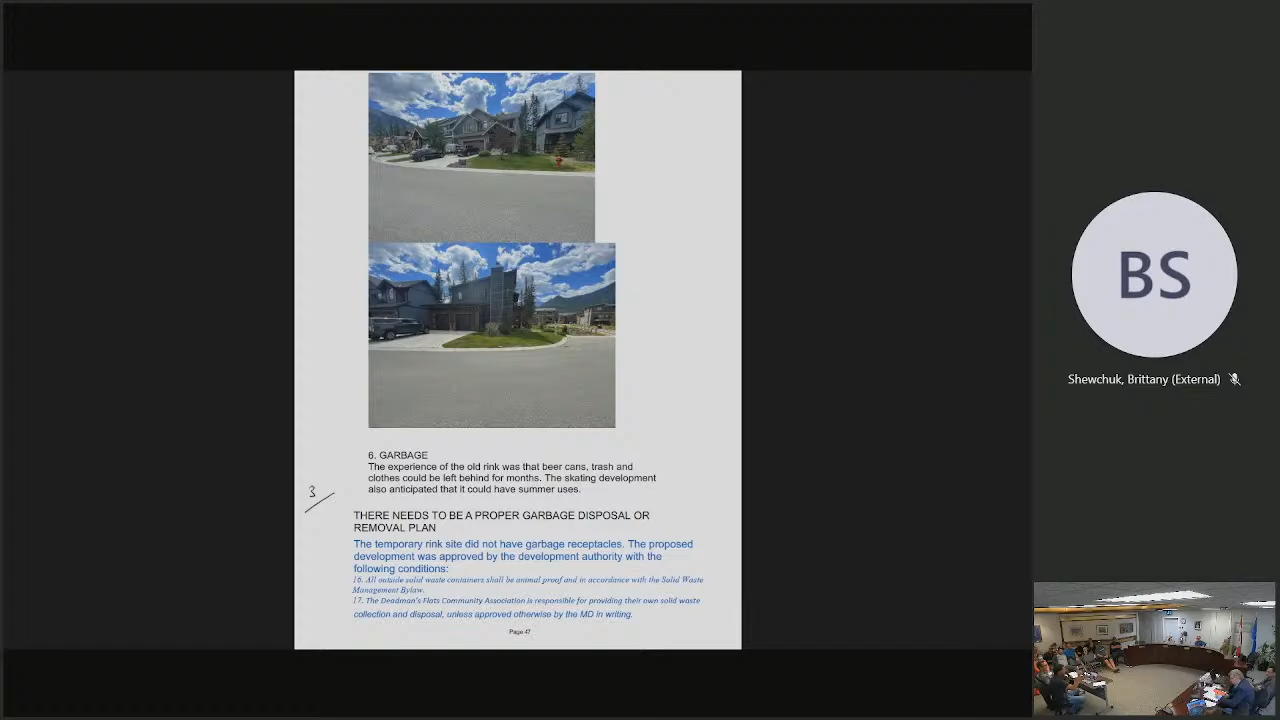 6. GARBAGE
The experience of the old rink was that beer cans, trash and
clothes could be left behind for months. The skating development
also anticipated that it could have summer uses.
3
THERE NEEDS TO BE A PROPER GARBAGE DISPOSAL OR
REMOVAL PLAN
The temporary rink site did not have garbage receptacles. The proposed
development was approved by the development authority with the
following conditions:
16. All outside solid waste containers shall be animal proof and in accordance with the Solid Waste
Management Bylaw.
17. The Deadman's Flats Community Association is responsible for providing their own solid waste
collection and disposal, unless approved otherwise by the MD in writing.
Page 47
BS
Shewchuk, Brittany (External)